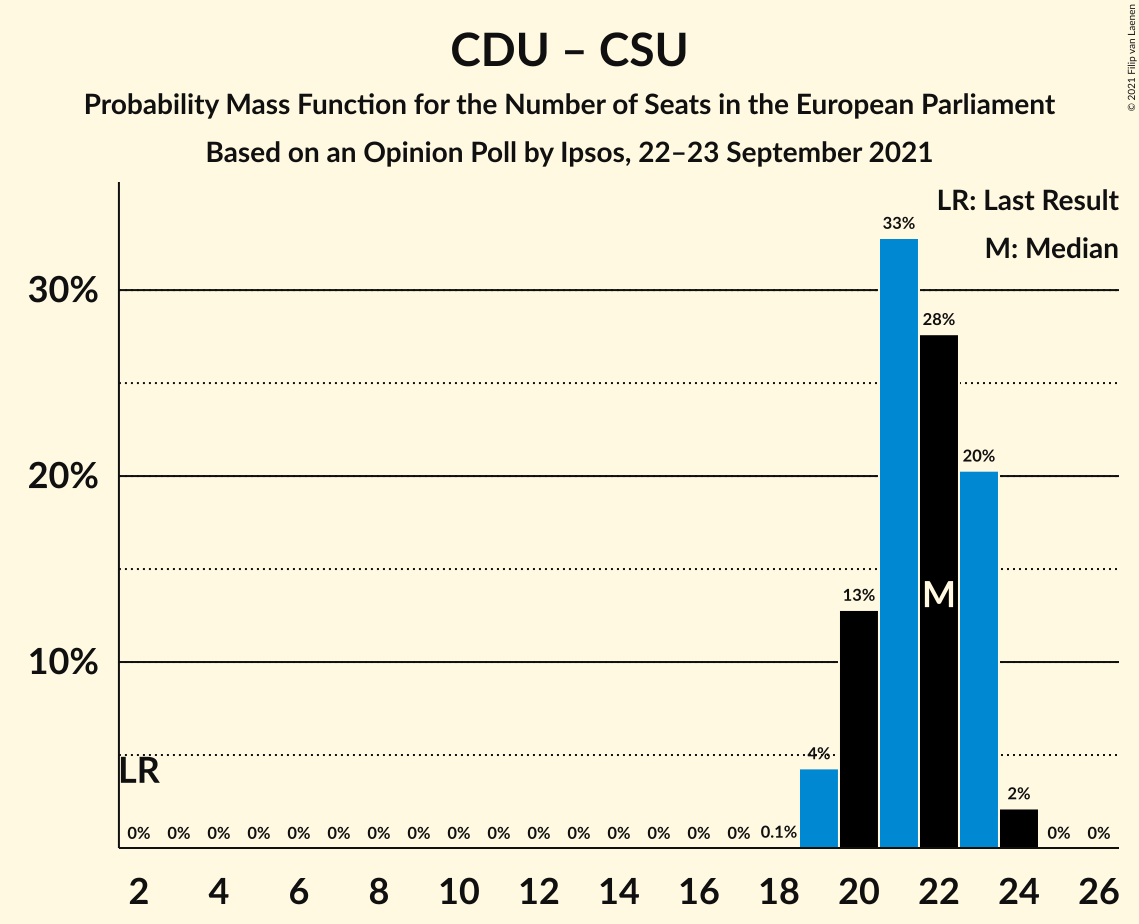 CDU – CSU
Probability Mass Function for the Number of Seats in the European Parliament
Based on an Opinion Poll by Ipsos, 22–23 September 2021
© 2021 Filip van Laenen
LR: Last Result
M: Median
33%
30%
28%
20%
20%
M
13%
10%
4%
LR
2%
0% 0% 0% 0% 0% 0% 0% 0% 0% 0% 0% 0% 0% 0% 0% 0% 0.1% 0% 0%
2 4 6 8 10 12 14 16 18 20 22 24 26